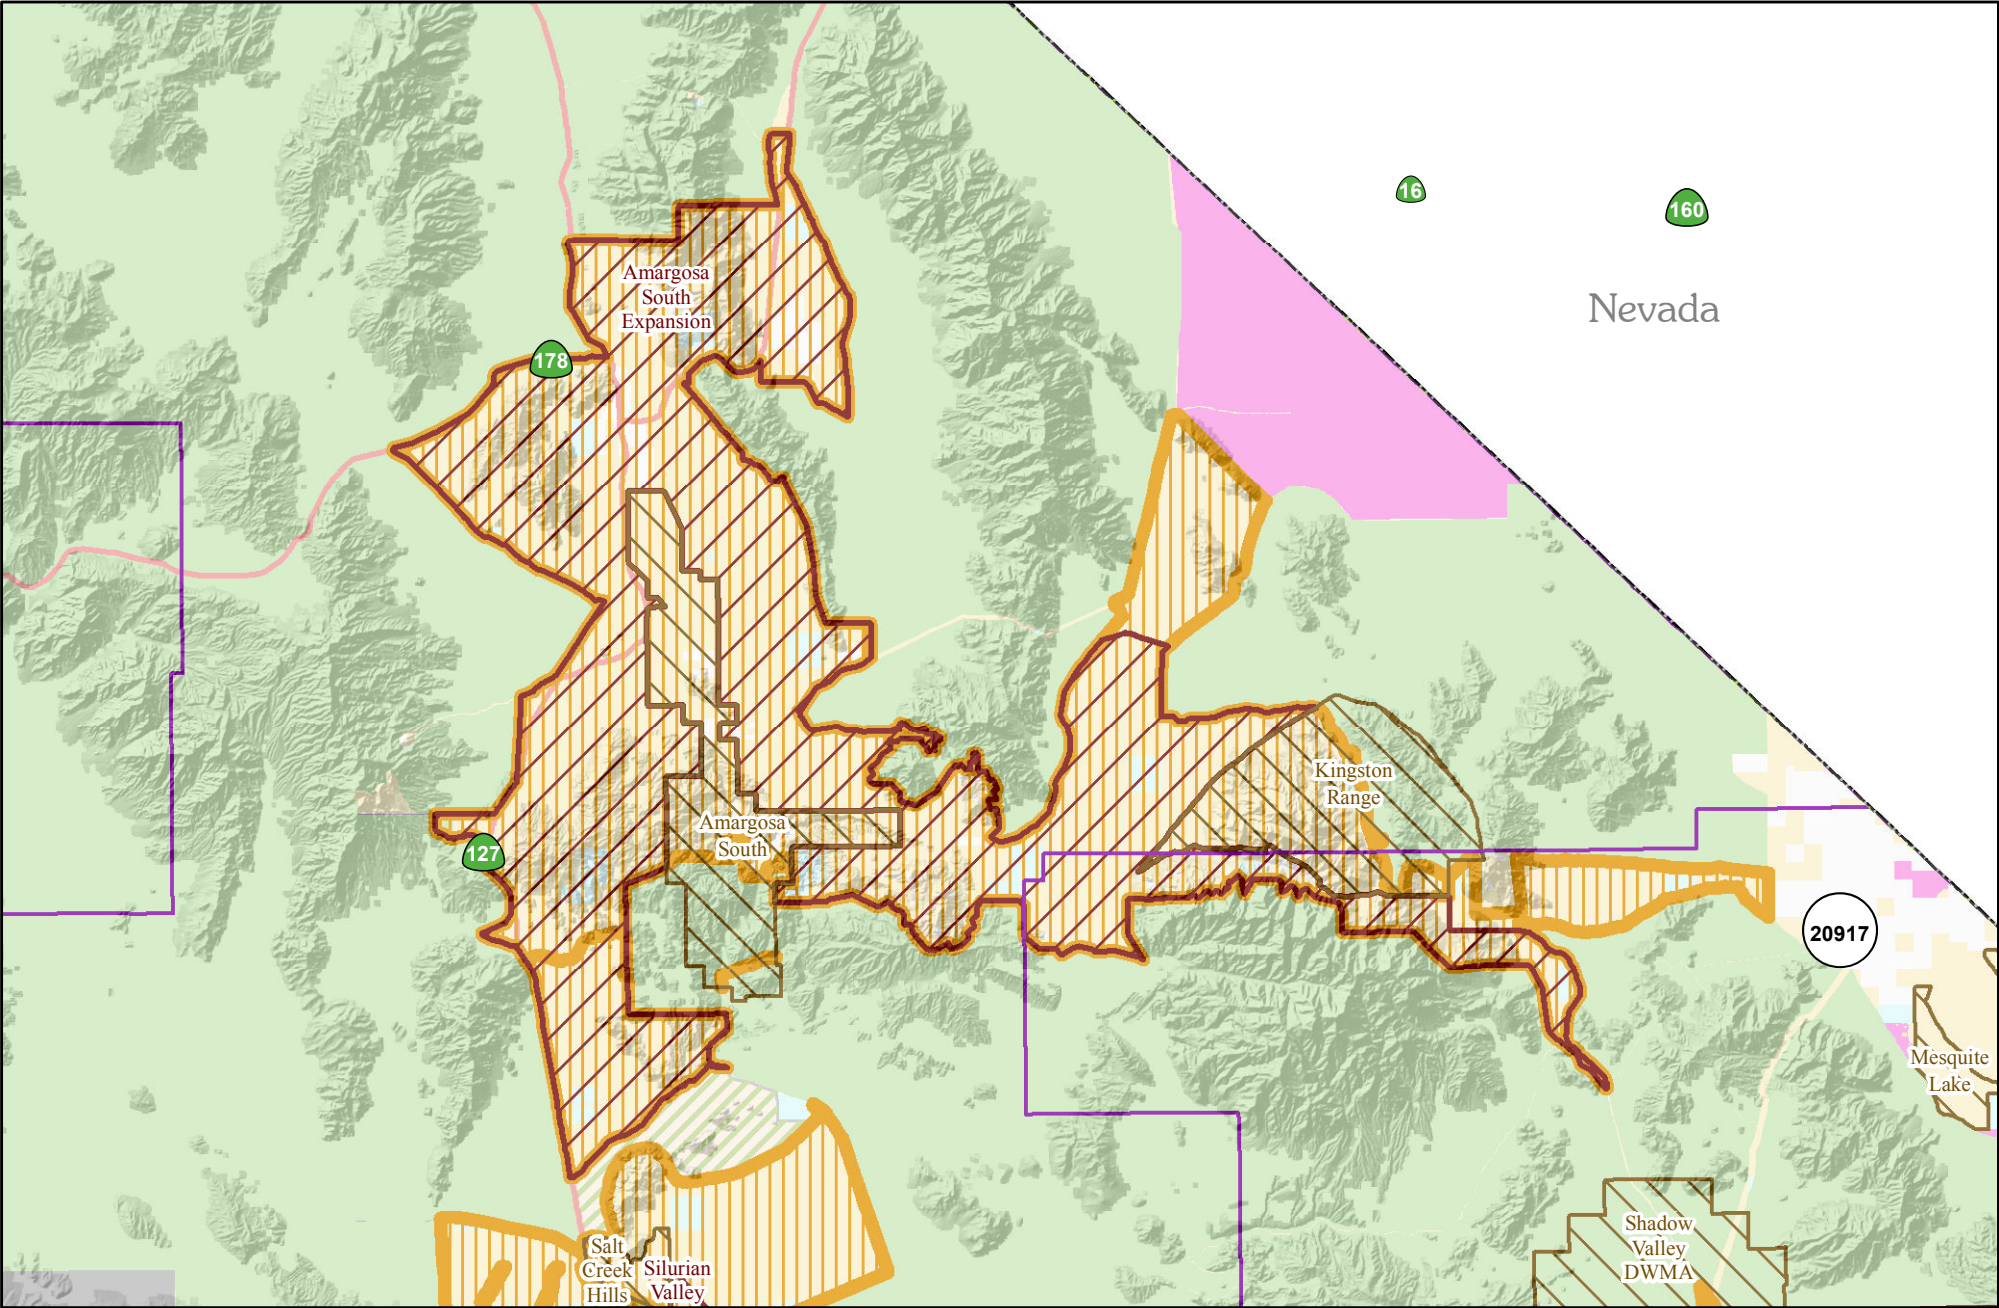 16
160
Nevada
Amargosa
South
Expansion
178
Kingston
Range
Amargosa
South
127
20917
Mesquite
Lake
Shadow
Valley
DWMA
Salt
Creek
Hills
Silurian
Valley